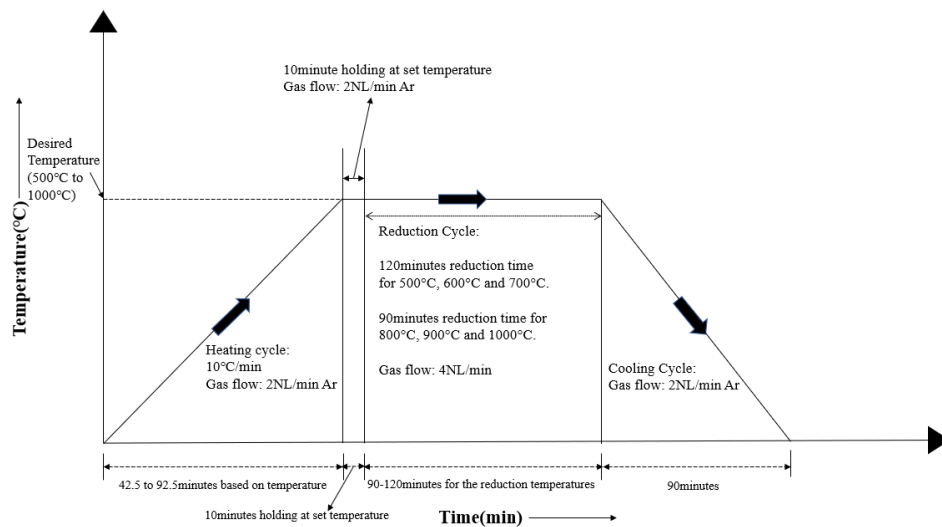 10minute holding at set temperature
Gas flow: 2NL/min Ar
Desired
Temperature
(500°C to
1000°C)
Temperature(°C)
Reduction Cycle:
120minutes reduction time
for 500°C, 600°C and 700°C.
90minutes reduction time for
800°C, 900°C and 1000°C.
Gas flow: 4NL/min
Heating cycle:
10°C/min
Gas flow: 2NL/min Ar
Cooling Cycle:
Gas flow: 2NL/min Ar
42.5 to 92.5minutes based on temperature
90-120minutes for the reduction temperatures
90minutes
10minutes holding at set temperature
Time(min)